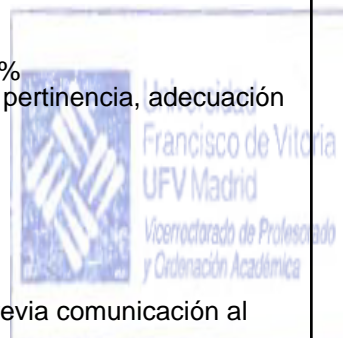 %
pertinencia, adecuación
Universidad
Francisco de Vitoria
UFV Madrid
Vicerrectorado de Profesorado
y Ordenación Académica
evia comunicación al